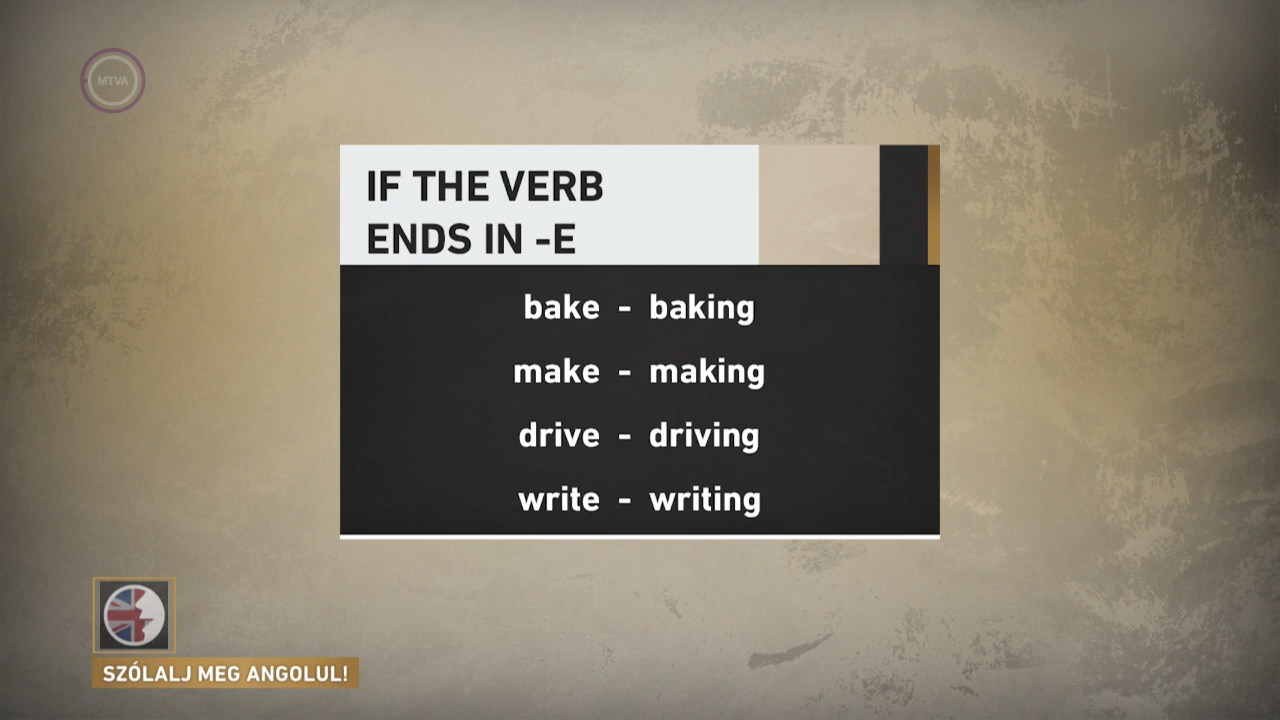 MTVA
IF THE VERB
ENDS IN -E
bake - baking
make - making
drive - driving
write - writing
SZÓLALJ MEG ANGOLUL!